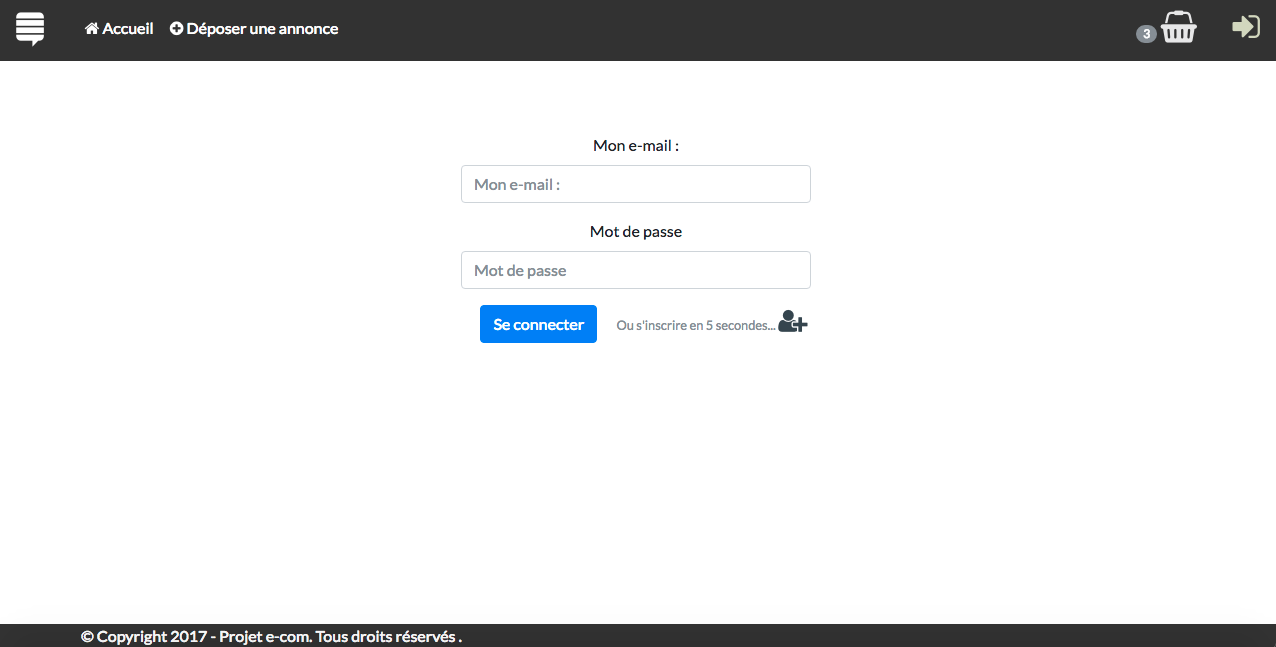 Accueil Déposer une annonce 3
Mon e-mail :
Mon e-mail :
Mot de passe
Mot de passe
Se connecter Ou s'inscrire en 5 secondes...
© Copyright 2017 - Projet e-com. Tous droits réservés .